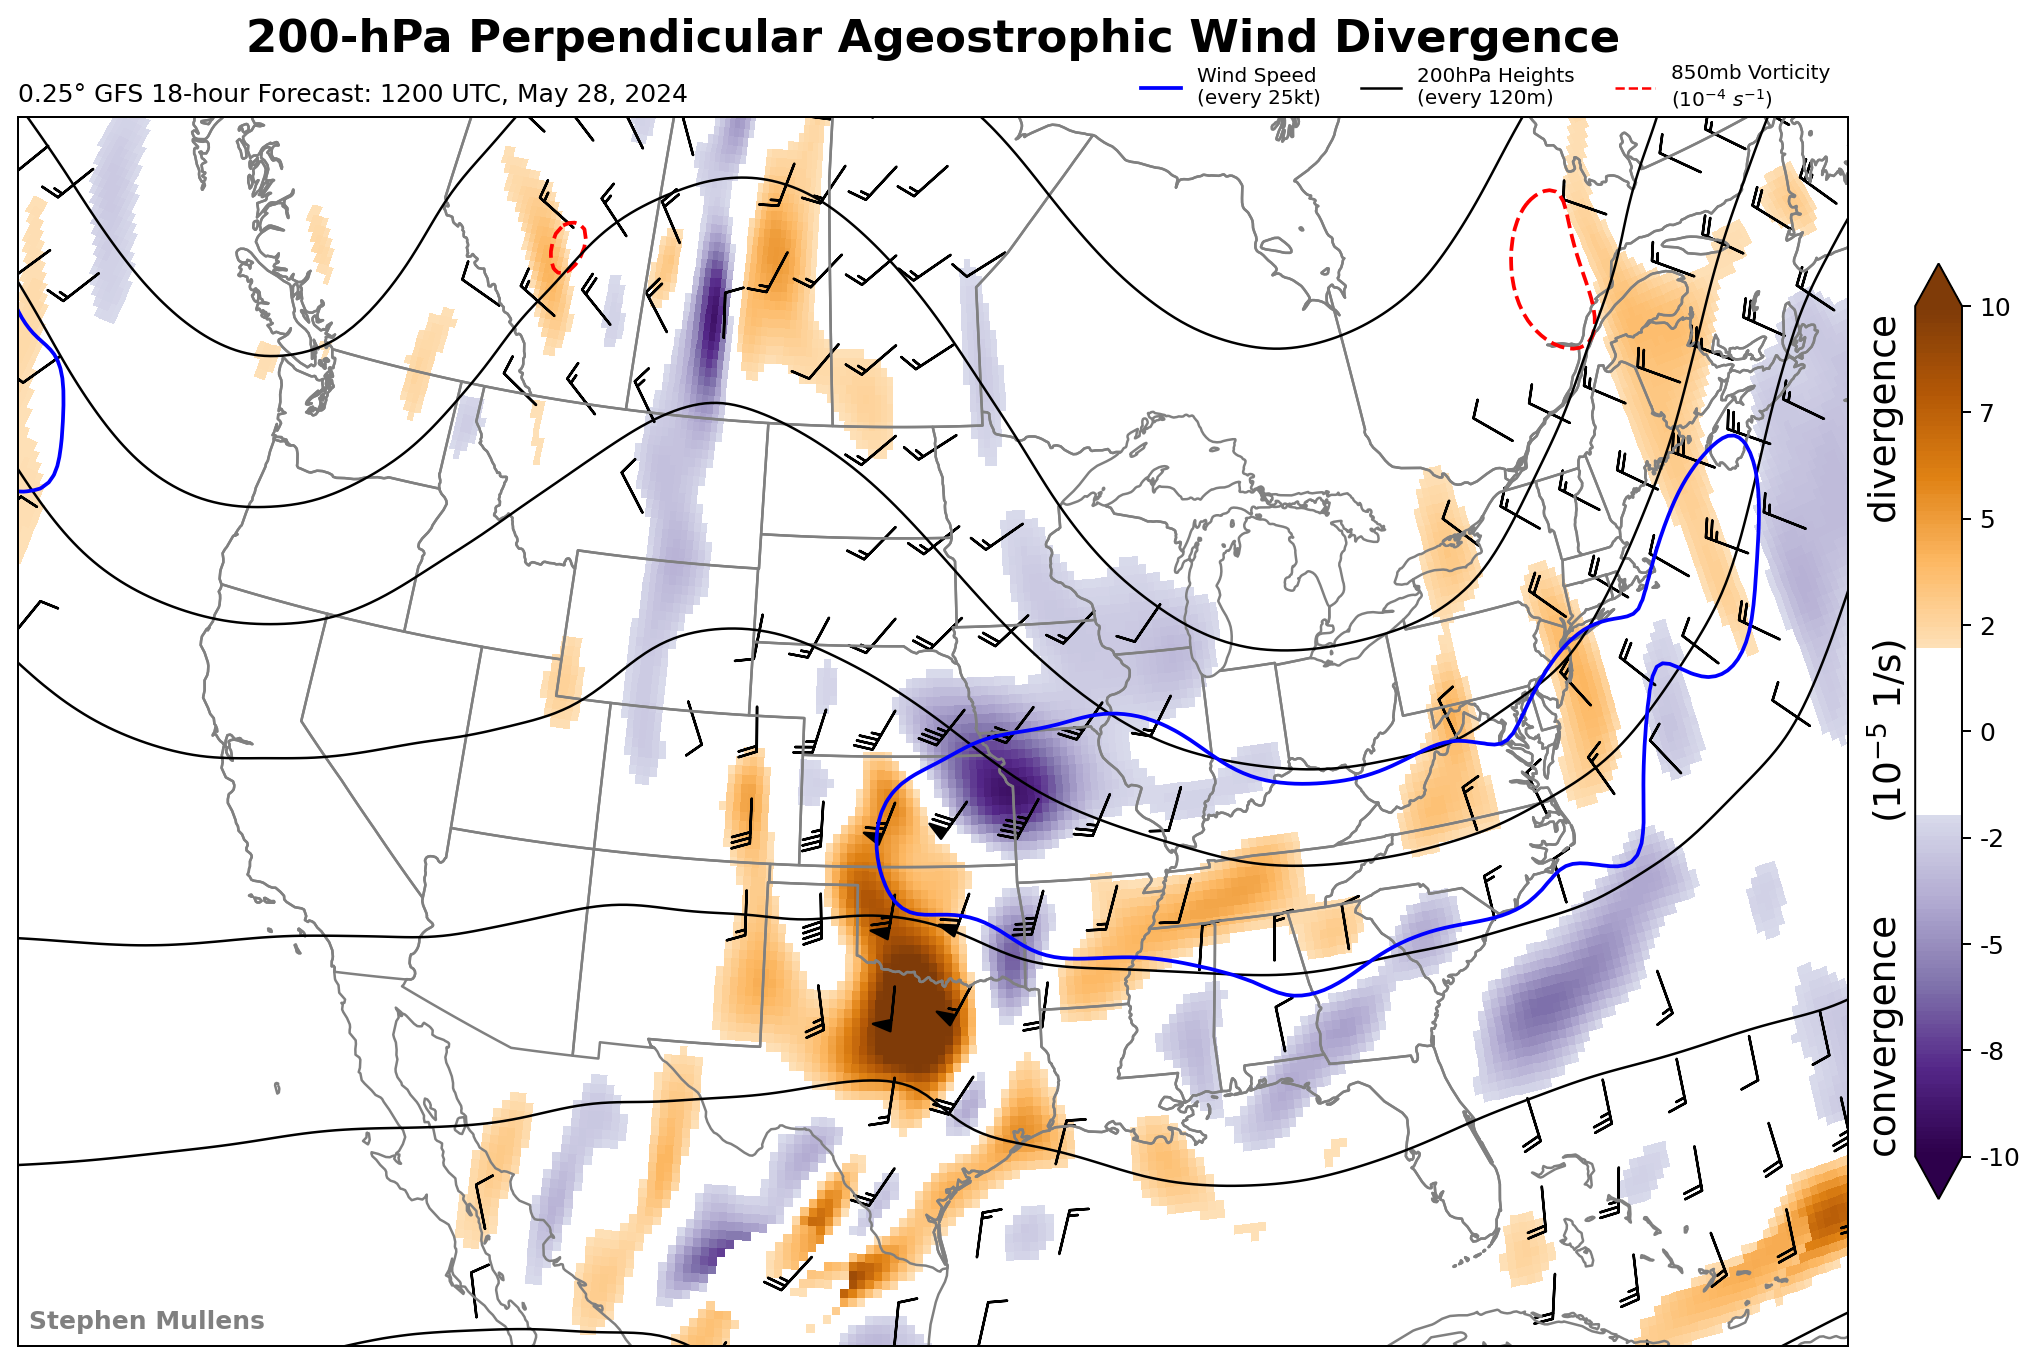 200-hPa Perpendicular Ageostrophic Wind Divergence
0.25° GFS 18-hour Forecast: 1200 UTC, May 28, 2024
Wind Speed
(every 25kt)
200hPa Heights
(every 120m)
850mb Vorticity
(10⁻⁴ s⁻¹)
10
7
5
2
0
-2
-5
-8
-10
convergence (10⁻⁵ 1/s) divergence
Stephen Mullens